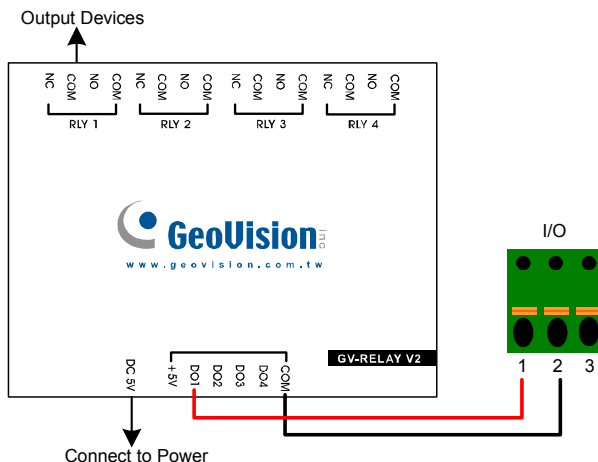 Output Devices
NC COM NO COM NC COM NO COM NC COM NO COM NC COM NO COM
RLY 1 RLY 2 RLY 3 RLY 4
GeoVision inc
www.geovision.com.tw
I/O
GV-RELAY V2
DC 5V +5V DO1 DO2 DO3 DO4 COM
1 2 3
Connect to Power